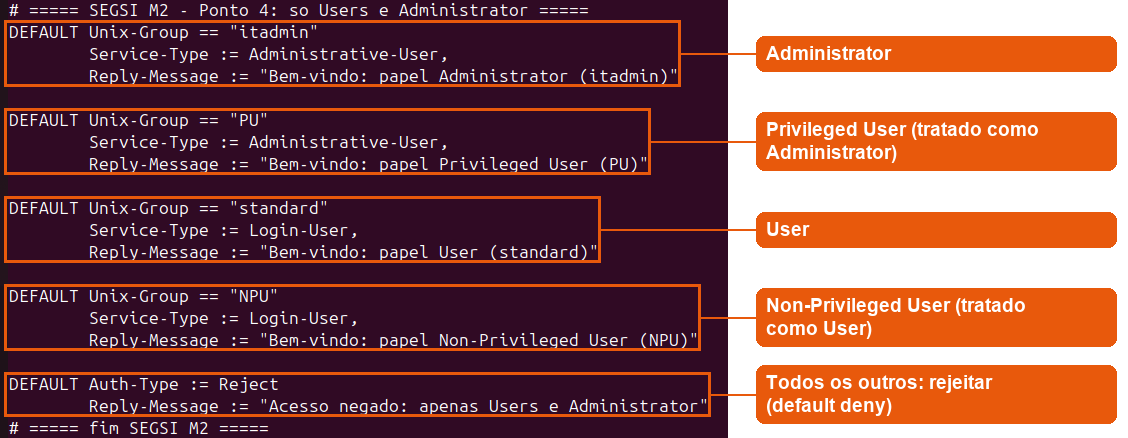 # ===== SEGSI M2 - Ponto 4: so Users e Administrator =====
DEFAULT Unix-Group == "itadmin"
Service-Type := Administrative-User,
Reply-Message := "Bem-vindo: papel Administrator (itadmin)"
Administrator
DEFAULT Unix-Group == "PU"
Service-Type := Administrative-User,
Reply-Message := "Bem-vindo: papel Privileged User (PU)"
Privileged User (tratado como
Administrator)
DEFAULT Unix-Group == "standard"
Service-Type := Login-User,
Reply-Message := "Bem-vindo: papel User (standard)"
User
DEFAULT Unix-Group == "NPU"
Service-Type := Login-User,
Reply-Message := "Bem-vindo: papel Non-Privileged User (NPU)"
Non-Privileged User (tratado
como User)
DEFAULT Auth-Type := Reject
Reply-Message := "Acesso negado: apenas Users e Administrator"
Todos os outros: rejeitar
(default deny)
# ===== fim SEGSI M2 =====